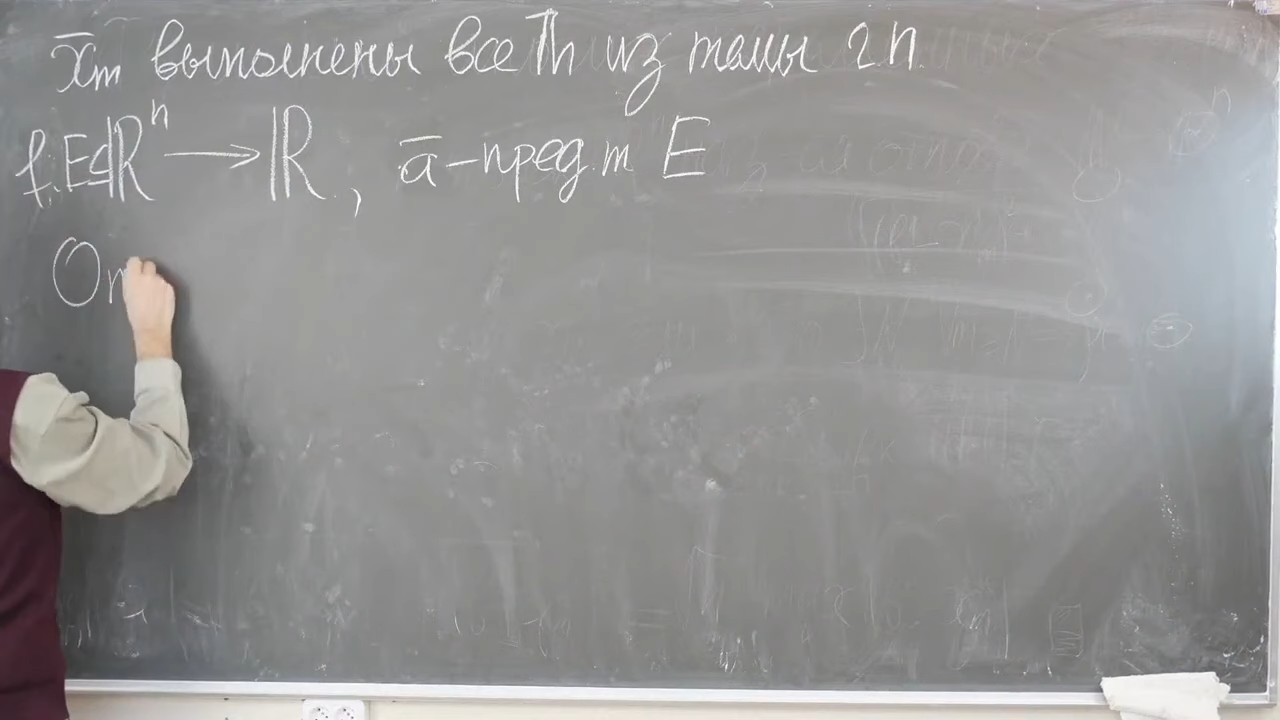 x̄m выполнены все Th из темы 2 п
f: E⊆ℝⁿ ⟶ ℝ, ā - пред. т E
Оп